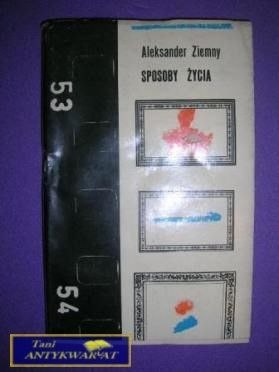 Aleksander Ziemny
SPOSOBY ŻYCIA
53
54
Tani
ANTYKWARIAT